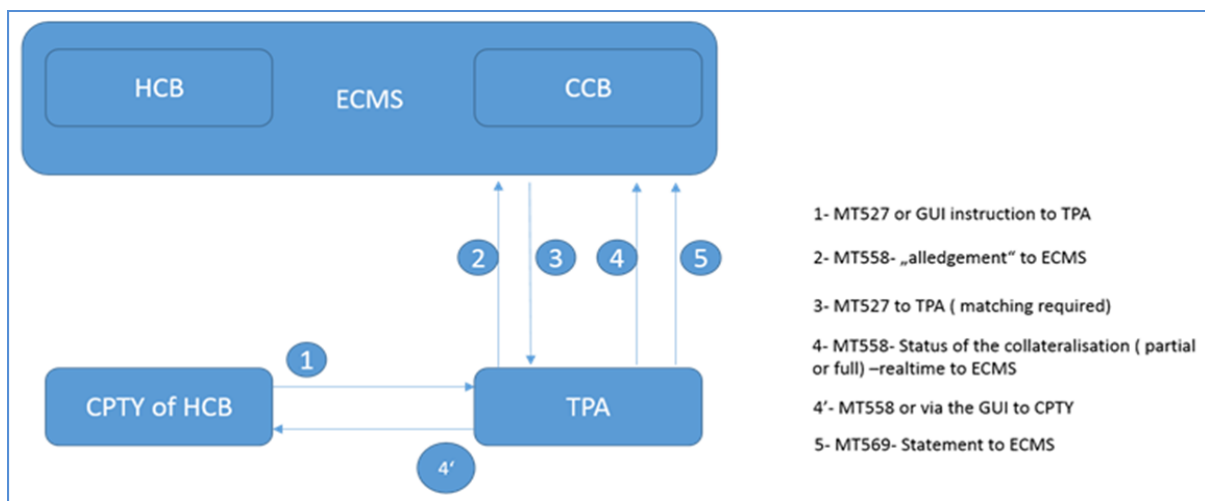 HCB
ECMS
CCB
2
3
4
5
1
CPTY of HCB
TPA
4‘
1- MT527 or GUI instruction to TPA
2- MT558- „alledgement“ to ECMS
3- MT527 to TPA ( matching required)
4- MT558- Status of the collateralisation ( partial
or full) –realtime to ECMS
4’- MT558 or via the GUI to CPTY
5- MT569- Statement to ECMS